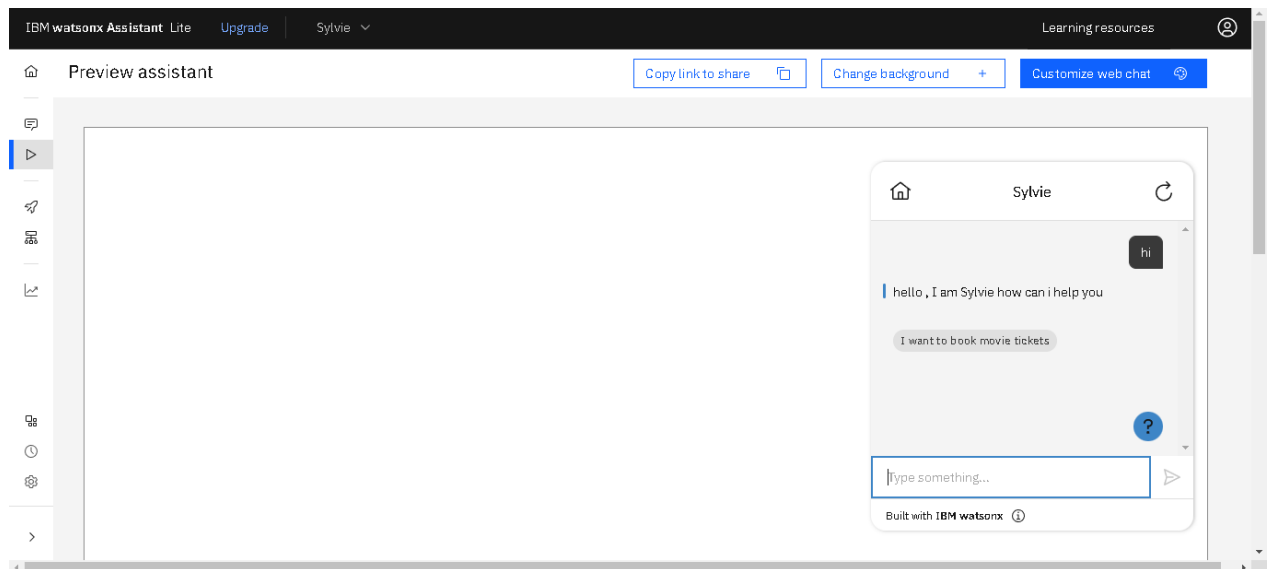 IBM watsonx Assistant Lite Upgrade Sylvie Learning resources
Preview assistant Copy link to share Change background + Customize web chat
Sylvie
hi
hello , I am Sylvie how can i help you
I want to book movie tickets
?
Type something...
Built with IBM watsonx